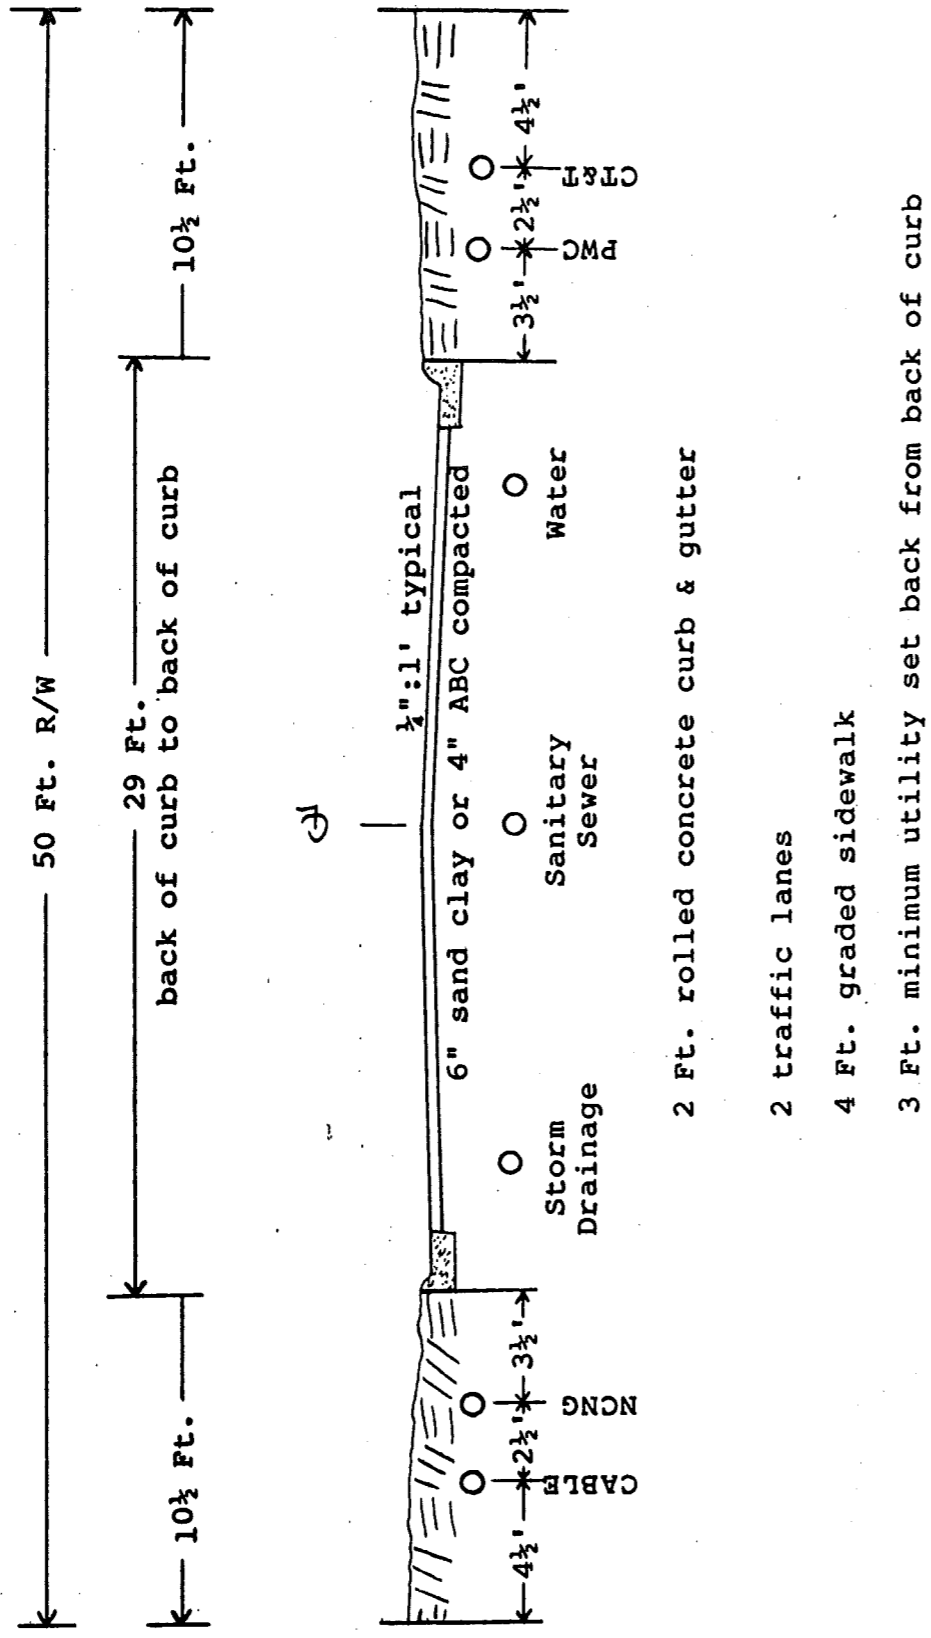 50 Ft. R/W
10½ Ft.
29 Ft.
back of curb to back of curb
10½ Ft.
¼":1' typical
6" sand clay or 4" ABC compacted
4½'
2½'
3½'
3½'
2½'
4½'
CABLE
NCNG
Storm
Drainage
Sanitary
Sewer
Water
PWC
CT&T
2 Ft. rolled concrete curb & gutter
2 traffic lanes
4 Ft. graded sidewalk
3 Ft. minimum utility set back from back of curb